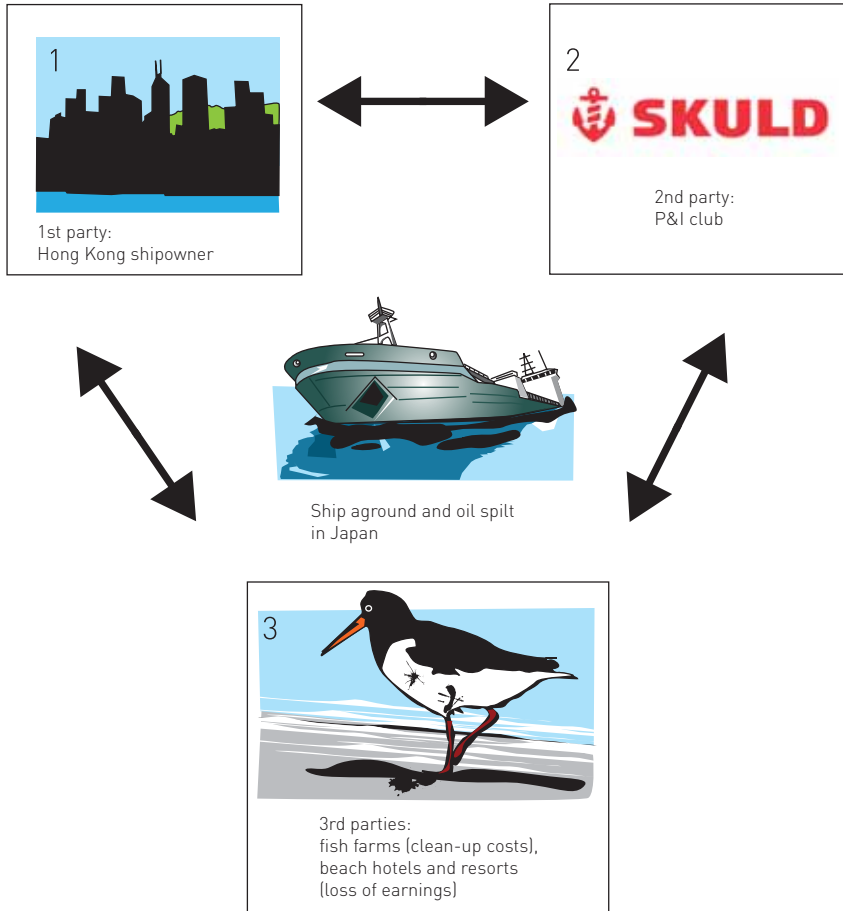 1
1st party:
Hong Kong shipowner
2
SKULD
2nd party:
P&I club
Ship aground and oil spilt
in Japan
3
3rd parties:
fish farms (clean-up costs),
beach hotels and resorts
(loss of earnings)